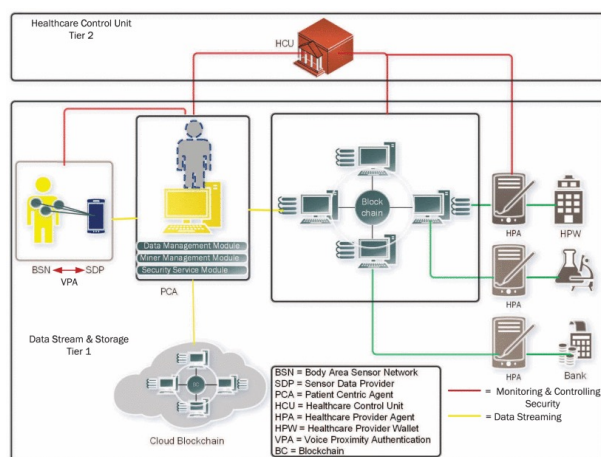 Healthcare Control Unit
Tier 2
HCU
Block
chain
HPA
HPW
Data Management Module
Miner Management Module
Security Service Module
BSN
SDP
VPA
PCA
HPA
Data Stream & Storage
Tier 1
BC
Cloud Blockchain
HPA
Bank
BSN = Body Area Sensor Network
SDP = Sensor Data Provider
PCA = Patient Centric Agent
HCU = Healthcare Control Unit
HPA = Healthcare Provider Agent
HPW = Healthcare Provider Wallet
VPA = Voice Proximity Authentication
BC = Blockchain
= Monitoring & Controlling
Security
= Data Streaming